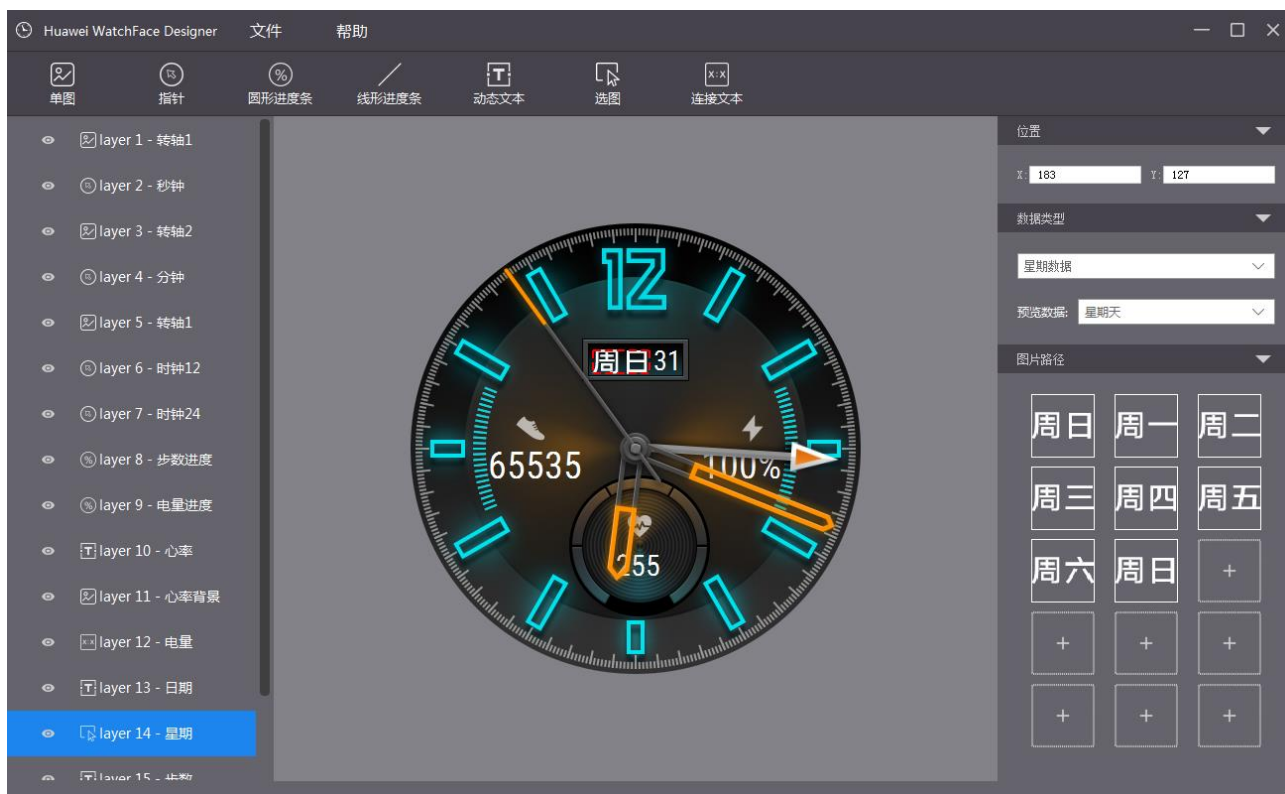 Huawei WatchFace Designer 文件 帮助
单图 指针 圆形进度条 线形进度条 动态文本 选图 连接文本
layer 1 - 转轴1
layer 2 - 秒钟
layer 3 - 转轴2
layer 4 - 分钟
layer 5 - 转轴1
layer 6 - 时钟12
layer 7 - 时钟24
layer 8 - 步数进度
layer 9 - 电量进度
layer 10 - 心率
layer 11 - 心率背景
layer 12 - 电量
layer 13 - 日期
layer 14 - 星期
layer 15 - 步数
12
周日31
65535
100%
255
位置
X: 183 Y: 127
数据类型
星期数据
预览数据: 星期天
图片路径
周日 周一 周二
周三 周四 周五
周六 周日